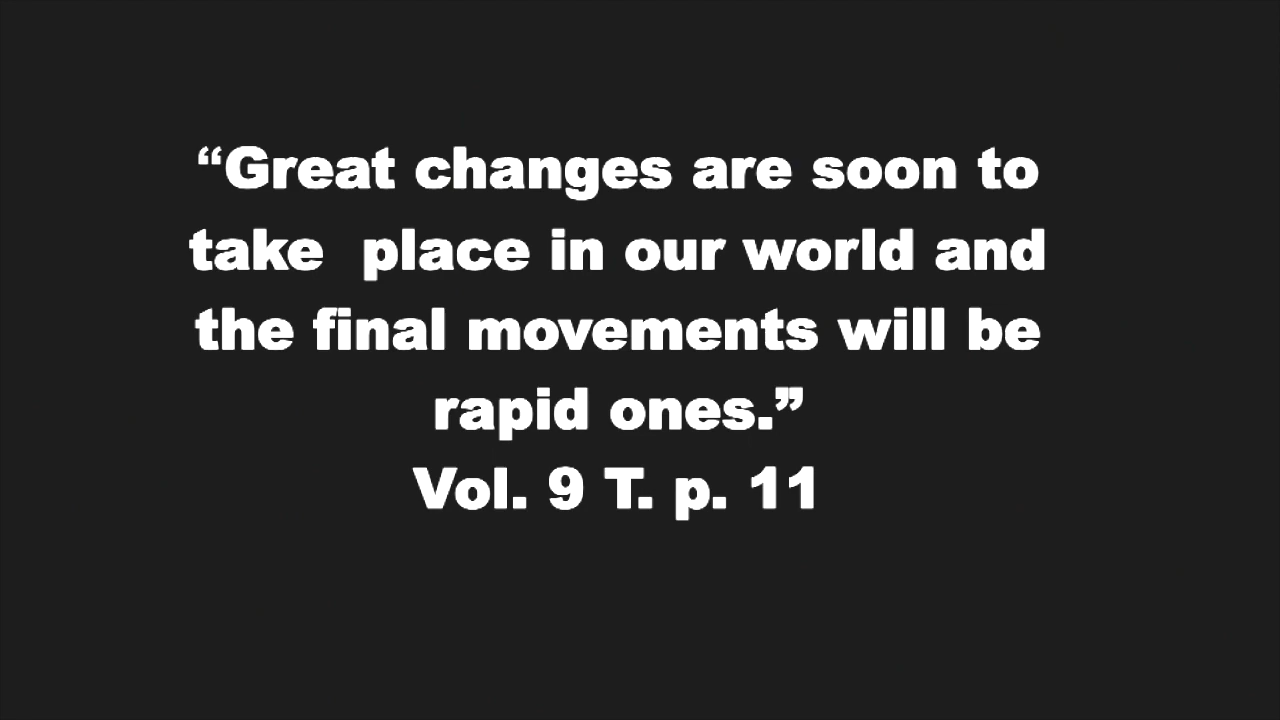 “Great changes are soon to
take  place in our world and
the final movements will be
rapid ones.”
Vol. 9 T. p. 11